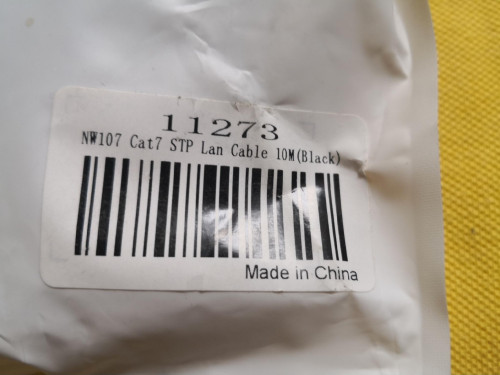 11273
NW107 Cat7 STP Lan Cable 10M(Black)
Made in China